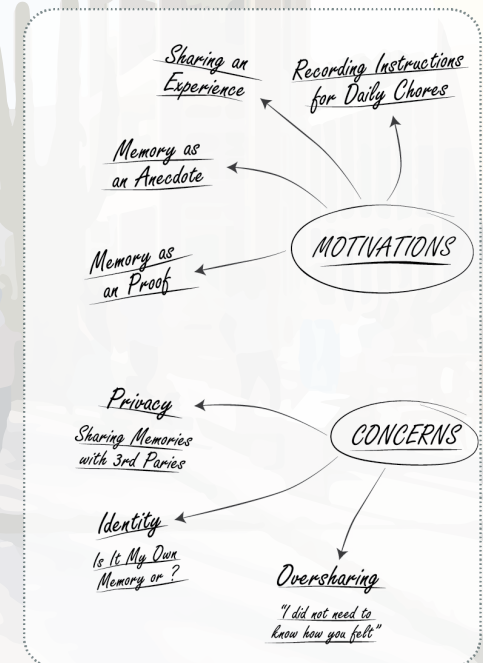 Sharing an
Experience
Recording Instructions
for Daily Chores
Memory as
an Anecdote
MOTIVATIONS
Memory as
an Proof
Privacy
Sharing Memories
with 3rd Paries
CONCERNS
Identity
Is It My Own
Memory or ?
Oversharing
"I did not need to
know how you felt"